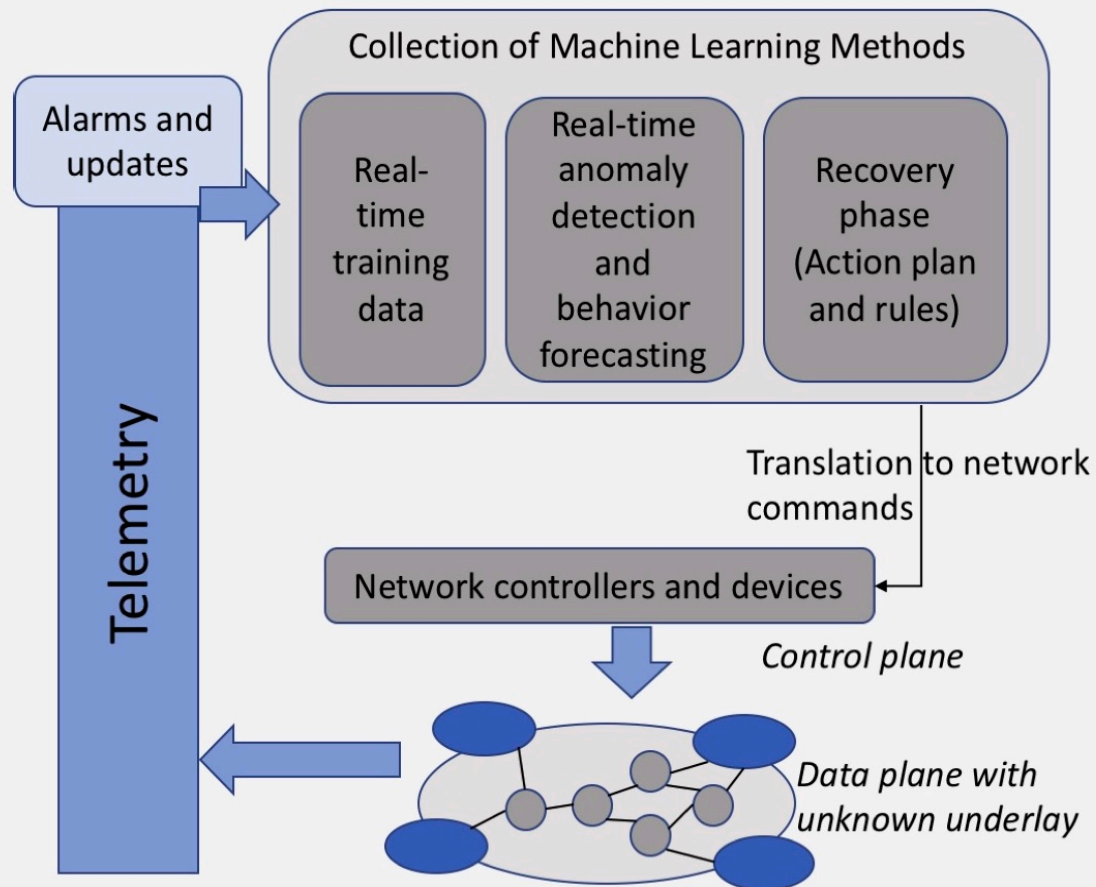 Collection of Machine Learning Methods
Alarms and
updates
Real-
time
training
data
Real-time
anomaly
detection
and
behavior
forecasting
Recovery
phase
(Action plan
and rules)
Telemetry
Translation to network
commands
Network controllers and devices
Control plane
Data plane with
unknown underlay